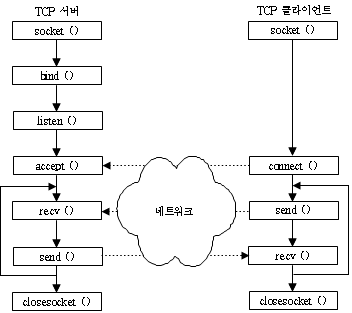 TCP 서버
TCP 클라이언트
socket ()
socket ()
bind ()
listen ()
accept ()
connect ()
recv ()
네트워크
send ()
send ()
recv ()
closesocket ()
closesocket ()